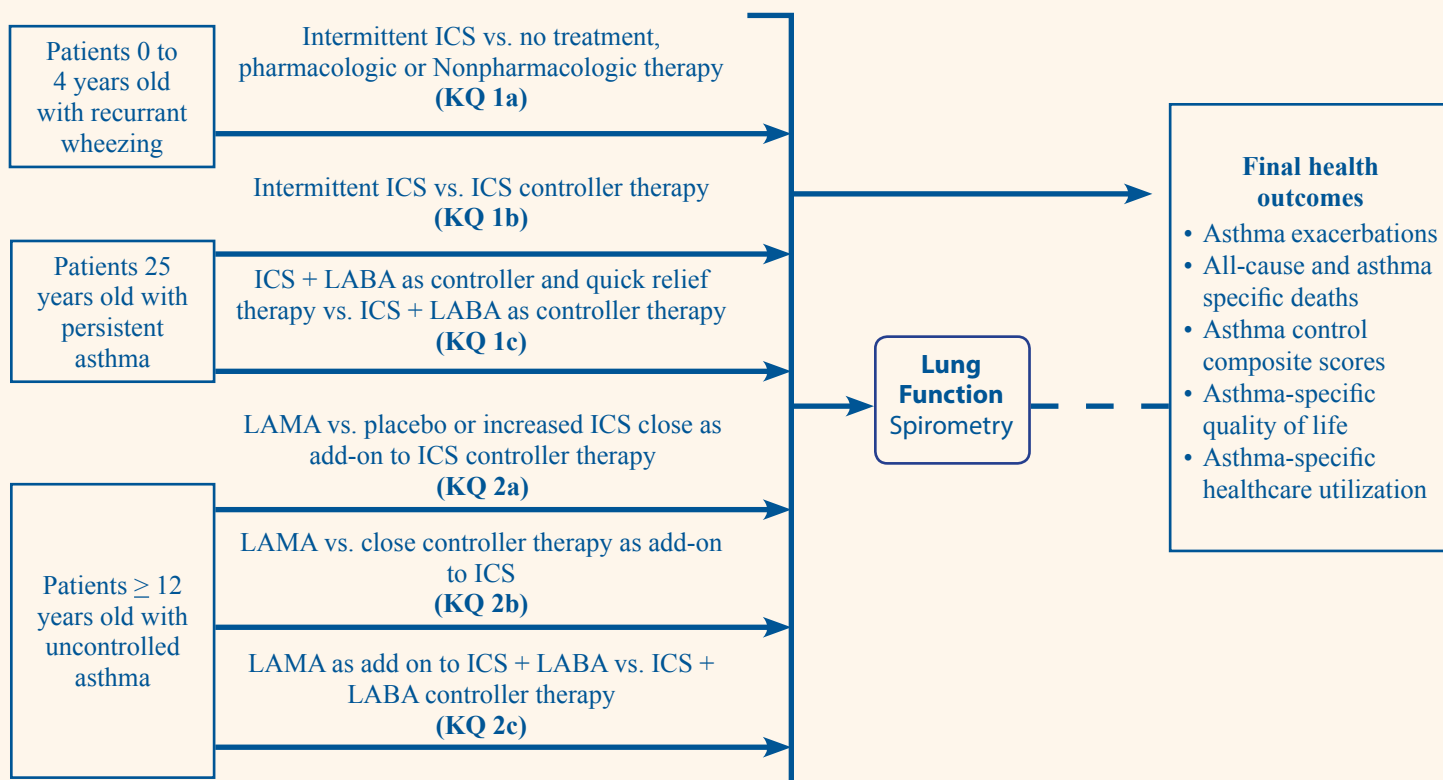 Patients 0 to
4 years old
with recurrant
wheezing
Intermittent ICS vs. no treatment,
pharmacologic or Nonpharmacologic therapy
(KQ 1a)
Intermittent ICS vs. ICS controller therapy
(KQ 1b)
Patients 25
years old with
persistent
asthma
ICS + LABA as controller and quick relief
therapy vs. ICS + LABA as controller therapy
(KQ 1c)
LAMA vs. placebo or increased ICS close as
add-on to ICS controller therapy
(KQ 2a)
Patients ≥ 12
years old with
uncontrolled
asthma
LAMA vs. close controller therapy as add-on
to ICS
(KQ 2b)
LAMA as add on to ICS + LABA vs. ICS +
LABA controller therapy
(KQ 2c)
Lung
Function
Spirometry
Final health
outcomes
• Asthma exacerbations
• All-cause and asthma
specific deaths
• Asthma control
composite scores
• Asthma-specific
quality of life
• Asthma-specific
healthcare utilization